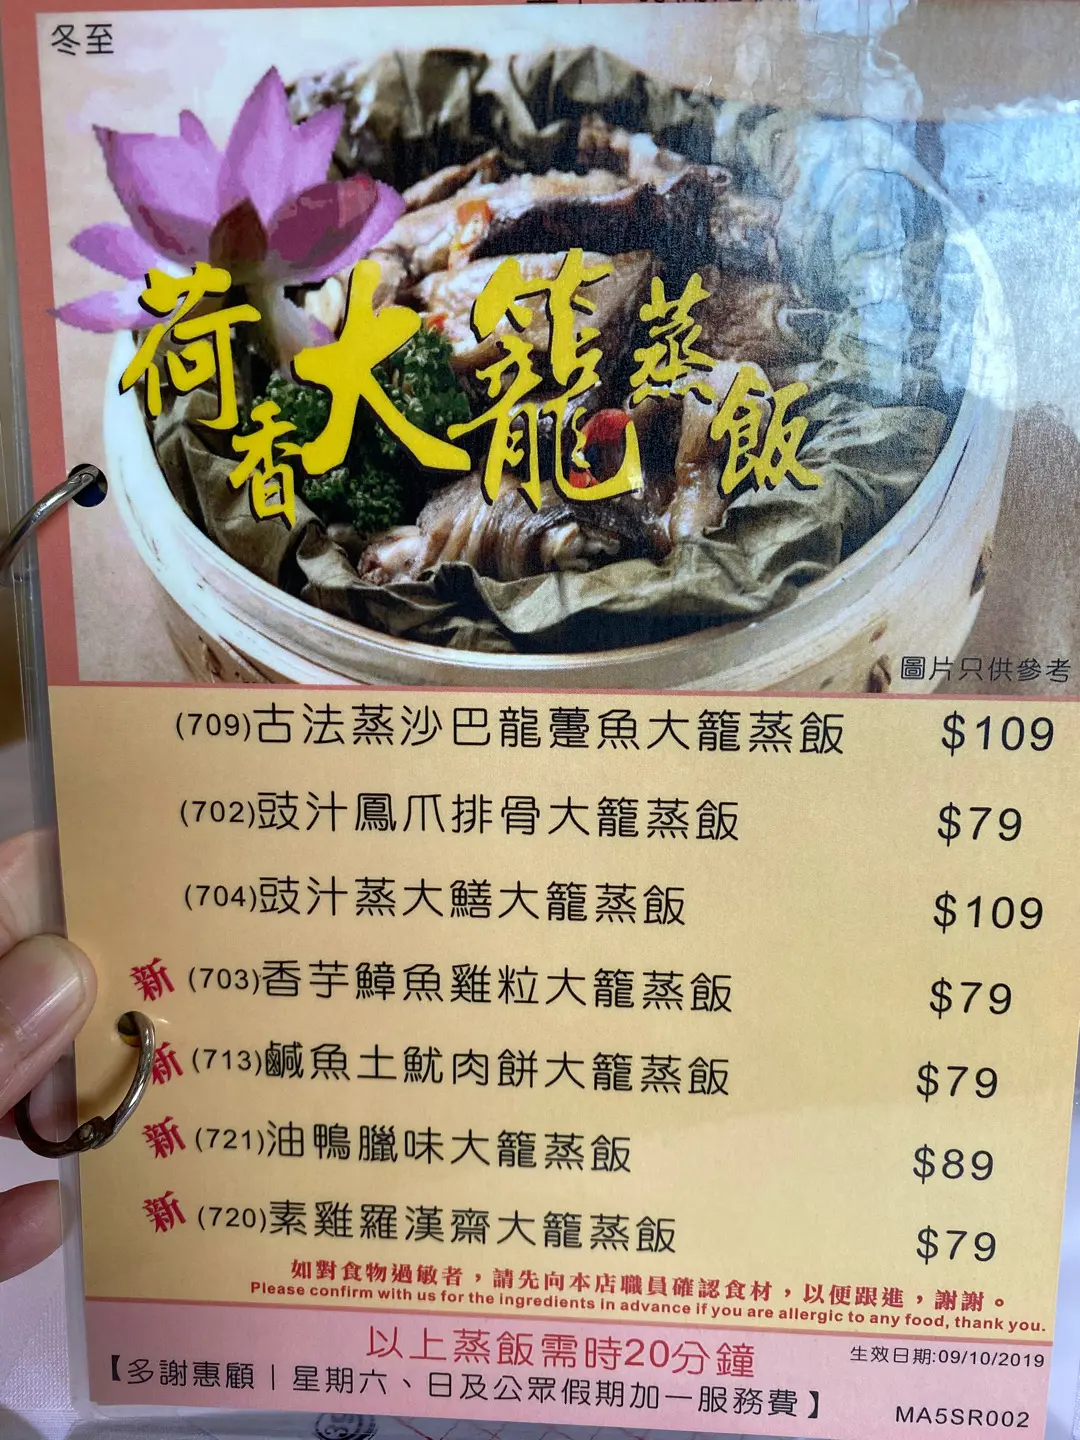 冬至
荷香大籠蒸飯
圖片只供參考
(709)古法蒸沙巴龍躉魚大籠蒸飯 $109
(702)豉汁鳳爪排骨大籠蒸飯 $79
(704)豉汁蒸大鱔大籠蒸飯 $109
新 (703)香芋鱆魚雞粒大籠蒸飯 $79
新 (713)鹹魚土魷肉餅大籠蒸飯 $79
新 (721)油鴨臘味大籠蒸飯 $89
新 (720)素雞羅漢齋大籠蒸飯 $79
如對食物過敏者，請先向本店職員確認食材，以便跟進，謝謝。
Please confirm with us for the ingredients in advance if you are allergic to any food, thank you.
以上蒸飯需時20分鐘
生效日期:09/10/2019
【多謝惠顧｜星期六、日及公眾假期加一服務費】
MA5SR002